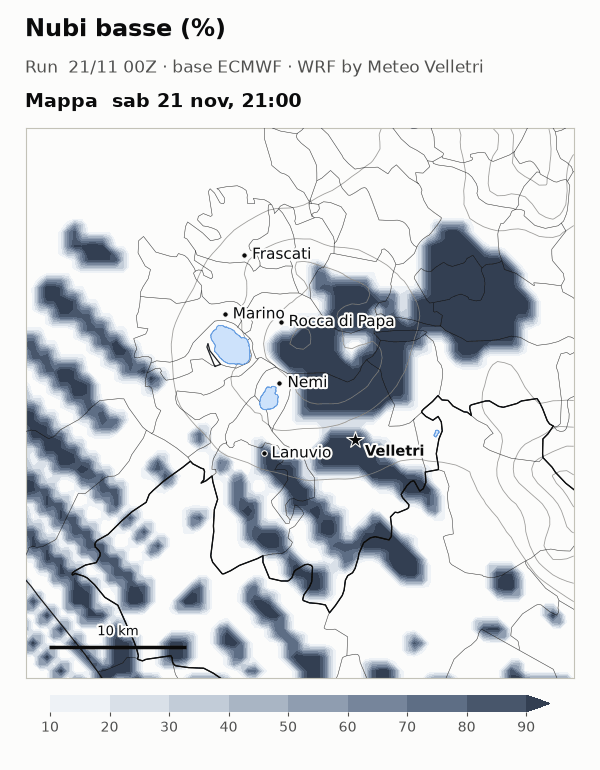 Nubi basse (%)
Run  21/11 00Z · base ECMWF · WRF by Meteo Velletri
Mappa  sab 21 nov, 21:00
Frascati
Marino
Rocca di Papa
Nemi
Velletri
Lanuvio
10 km
10 20 30 40 50 60 70 80 90